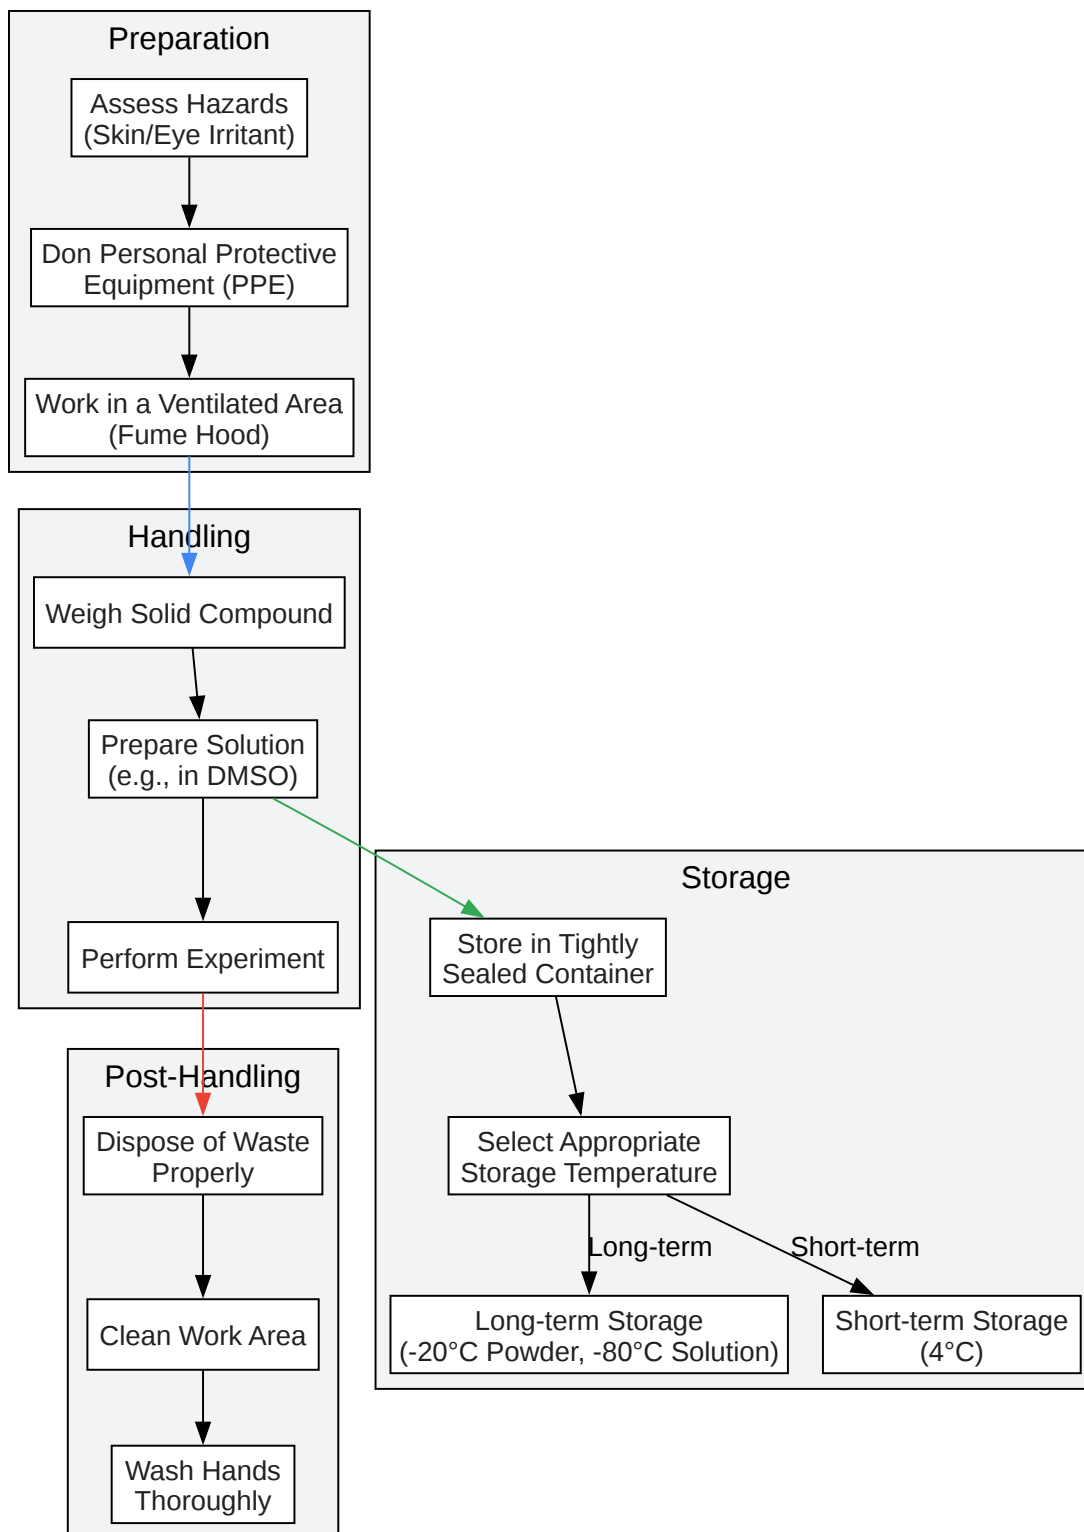 Preparation
Assess Hazards
(Skin/Eye Irritant)
Don Personal Protective
Equipment (PPE)
Work in a Ventilated Area
(Fume Hood)
Handling
Weigh Solid Compound
Prepare Solution
(e.g., in DMSO)
Perform Experiment
Storage
Store in Tightly
Sealed Container
Select Appropriate
Storage Temperature
Long-term
Short-term
Long-term Storage
(-20°C Powder, -80°C Solution)
Short-term Storage
(4°C)
Post-Handling
Dispose of Waste
Properly
Clean Work Area
Wash Hands
Thoroughly